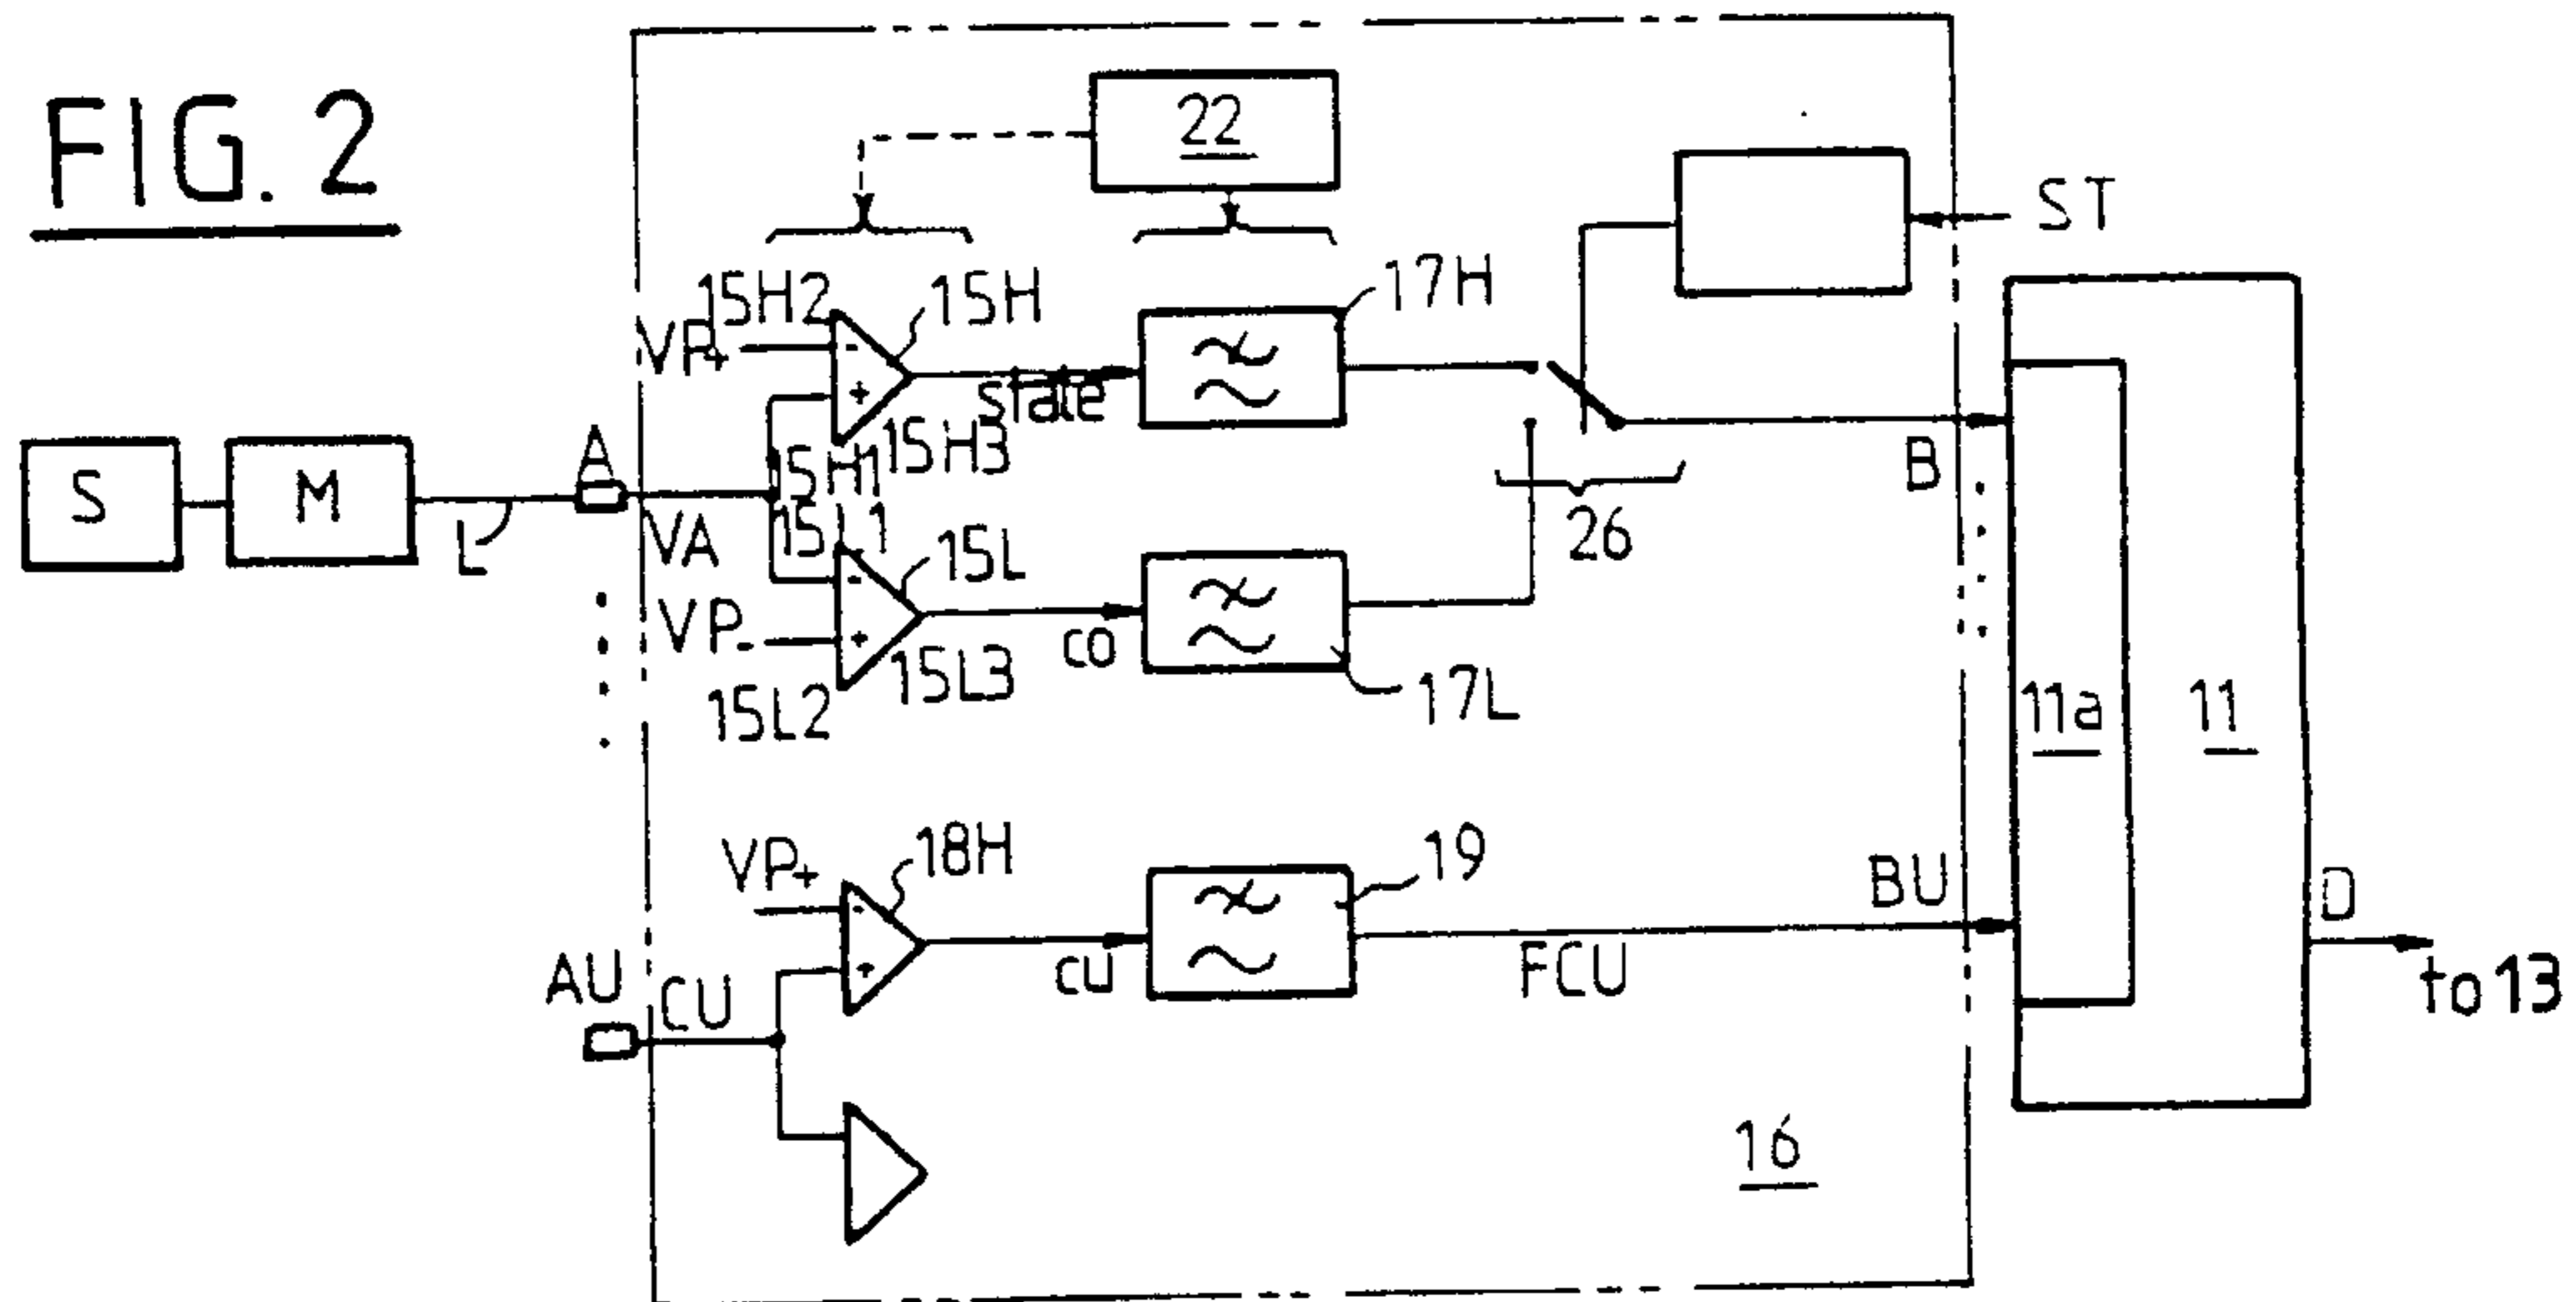 FIG. 2
22
ST
15H2
15H
17H
VP+
state
15H3
S
M
A
15H1
B
L
VA
15L1
15L
26
VP-
co
15L3
17L
15L2
11a
11
VP+
18H
19
BU
D
AU
CU
cu
FCU
to 13
16